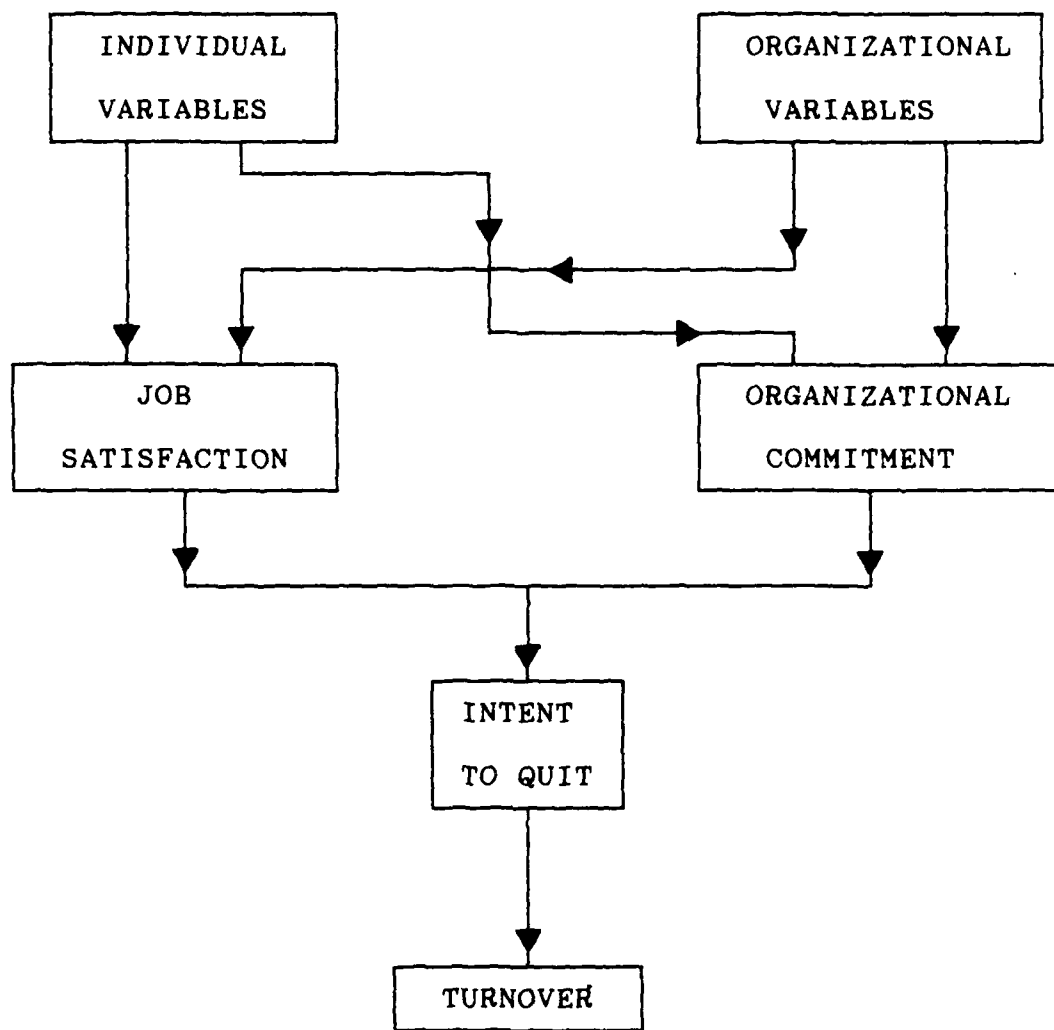 INDIVIDUAL
VARIABLES
ORGANIZATIONAL
VARIABLES
JOB
SATISFACTION
ORGANIZATIONAL
COMMITMENT
INTENT
TO QUIT
TURNOVER